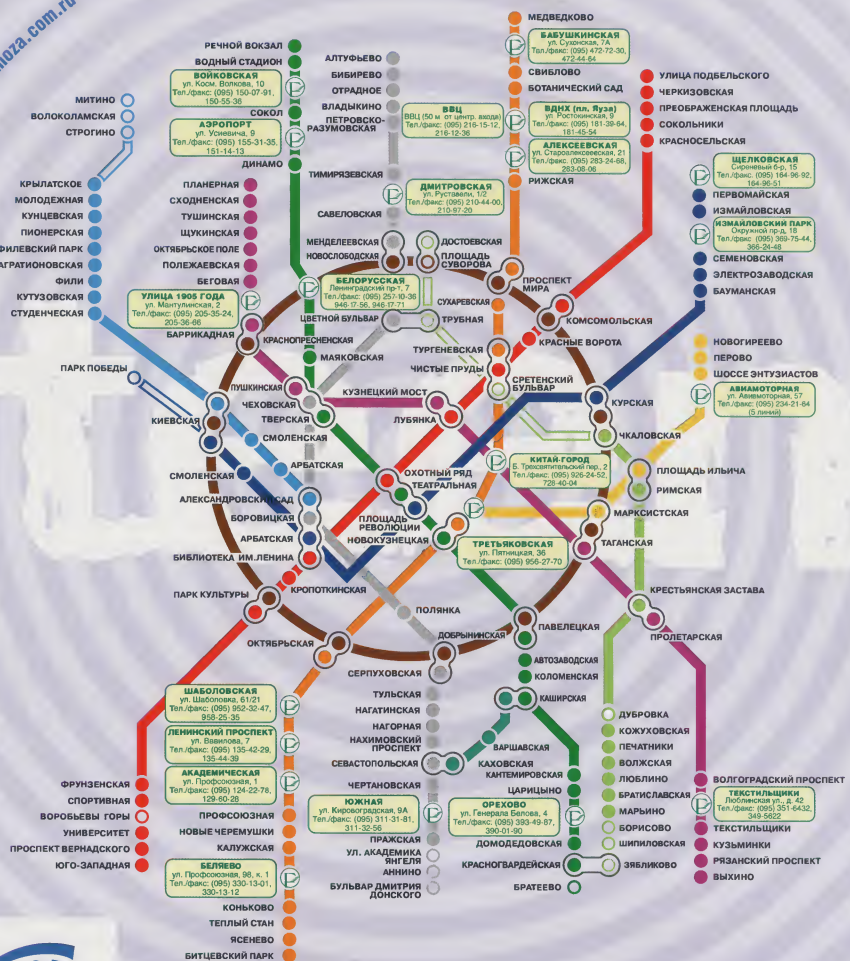 loza.com.ru
МЕДВЕДКОВО
БАБУШКИНСКАЯ
ул. Сухонская, 7А
Тел./факс: (095) 472-72-30,
472-44-64
СВИБЛОВО
БОТАНИЧЕСКИЙ САД
ВДНХ (пл. Яуза)
ул. Ростокинская, 9
Тел./факс: (095) 181-39-64,
181-45-54
АЛЕКСЕЕВСКАЯ
ул. Староалексеевская, 21
Тел./факс: (095) 283-24-68,
283-08-06
РИЖСКАЯ
РЕЧНОЙ ВОКЗАЛ
ВОДНЫЙ СТАДИОН
ВОЙКОВСКАЯ
ул. Косм. Волкова, 10
Тел./факс: (095) 150-07-91,
150-55-36
СОКОЛ
АЭРОПОРТ
ул. Усиевича, 9
Тел./факс: (095) 155-31-35,
151-14-13
ДИНАМО
АЛТУФЬЕВО
БИБИРЕВО
ОТРАДНОЕ
ВЛАДЫКИНО
ПЕТРОВСКО-
РАЗУМОВСКАЯ
ВВЦ
ВВЦ (50 м от центр. входа)
Тел./факс: (095) 216-15-12,
216-12-36
ТИМИРЯЗЕВСКАЯ
ДМИТРОВСКАЯ
ул. Руставели, 1/2
Тел./факс: (095) 210-44-00,
210-97-20
САВЕЛОВСКАЯ
МЕНДЕЛЕЕВСКАЯ
НОВОСЛОБОДСКАЯ
ДОСТОЕВСКАЯ
ПЛОЩАДЬ
СУВОРОВА
УЛИЦА ПОДБЕЛЬСКОГО
ЧЕРКИЗОВСКАЯ
ПРЕОБРАЖЕНСКАЯ ПЛОЩАДЬ
СОКОЛЬНИКИ
КРАСНОСЕЛЬСКАЯ
ЩЕЛКОВСКАЯ
Сиреневый б-р, 15
Тел./факс: (095) 164-96-92,
164-96-51
ПЕРВОМАЙСКАЯ
ИЗМАЙЛОВСКАЯ
ИЗМАЙЛОВСКИЙ ПАРК
Окружной пр-д, 16
Тел./факс: (095) 369-75-44,
366-24-48
СЕМЕНОВСКАЯ
ЭЛЕКТРОЗАВОДСКАЯ
БАУМАНСКАЯ
МИТИНО
ВОЛОКОЛАМСКАЯ
СТРОГИНО
КРЫЛАТСКОЕ
МОЛОДЕЖНАЯ
КУНЦЕВСКАЯ
ПИОНЕРСКАЯ
ФИЛЕВСКИЙ ПАРК
АГРАТИОНОВСКАЯ
ФИЛИ
КУТУЗОВСКАЯ
СТУДЕНЧЕСКАЯ
ПЛАНЕРНАЯ
СХОДНЕНСКАЯ
ТУШИНСКАЯ
ЩУКИНСКАЯ
ОКТЯБРЬСКОЕ ПОЛЕ
ПОЛЕЖАЕВСКАЯ
БЕГОВАЯ
УЛИЦА 1905 ГОДА
ул. Мантулинская, 2
Тел./факс: (095) 205-35-24,
205-36-66
БАРРИКАДНАЯ
КРАСНОПРЕСНЕНСКАЯ
БЕЛОРУССКАЯ
Ленинградский пр-т, 7
Тел./факс: (095) 257-10-36
946-17-56, 946-17-71
ЦВЕТНОЙ БУЛЬВАР
ТРУБНАЯ
СУХАРЕВСКАЯ
ПРОСПЕКТ
МИРА
КОМСОМОЛЬСКАЯ
КРАСНЫЕ ВОРОТА
ТУРГЕНЕВСКАЯ
ЧИСТЫЕ ПРУДЫ
СРЕТЕНСКИЙ
БУЛЬВАР
МАЯКОВСКАЯ
НОВОГИРЕЕВО
ПЕРОВО
ШОССЕ ЭНТУЗИАСТОВ
АВИАМОТОРНАЯ
ул. Авиамоторная, 57
Тел./факс: (095) 234-21-64
(5 линий)
ПАРК ПОБЕДЫ
КИЕВСКАЯ
ПУШКИНСКАЯ
ЧЕХОВСКАЯ
ТВЕРСКАЯ
КУЗНЕЦКИЙ МОСТ
ЛУБЯНКА
КУРСКАЯ
ЧКАЛОВСКАЯ
СМОЛЕНСКАЯ
АРБАТСКАЯ
СМОЛЕНСКАЯ
АЛЕКСАНДРОВСКИЙ САД
БОРОВИЦКАЯ
АРБАТСКАЯ
БИБЛИОТЕКА ИМ.ЛЕНИНА
ОХОТНЫЙ РЯД
ТЕАТРАЛЬНАЯ
ПЛОЩАДЬ
РЕВОЛЮЦИИ
НОВОКУЗНЕЦКАЯ
КИТАЙ-ГОРОД
Б. Трехсвятительский пер., 2
Тел./факс: (095) 926-24-52,
728-40-04
ПЛОЩАДЬ ИЛЬИЧА
РИМСКАЯ
МАРКСИСТСКАЯ
ТАГАНСКАЯ
ТРЕТЬЯКОВСКАЯ
ул. Пятницкая, 36
Тел./факс: (095) 956-27-70
КРОПОТКИНСКАЯ
ПАРК КУЛЬТУРЫ
ПОЛЯНКА
КРЕСТЬЯНСКАЯ ЗАСТАВА
ПРОЛЕТАРСКАЯ
ОКТЯБРЬСКАЯ
ДОБРЫНИНСКАЯ
СЕРПУХОВСКАЯ
ПАВЕЛЕЦКАЯ
АВТОЗАВОДСКАЯ
КОЛОМЕНСКАЯ
КАШИРСКАЯ
ВАРШАВСКАЯ
КАХОВСКАЯ
КАНТЕМИРОВСКАЯ
ЦАРИЦЫНО
ОРЕХОВО
ул. Генерала Белова, 4
Тел./факс: (095) 393-49-87,
390-01-90
ДОМОДЕДОВСКАЯ
КРАСНОГВАРДЕЙСКАЯ
БРАТЕЕВО
ТУЛЬСКАЯ
НАГАТИНСКАЯ
НАГОРНАЯ
НАХИМОВСКИЙ
ПРОСПЕКТ
СЕВАСТОПОЛЬСКАЯ
ЧЕРТАНОВСКАЯ
ЮЖНАЯ
ул. Кировоградская, 9А
Тел./факс: (095) 311-31-81,
311-32-56
ПРАЖСКАЯ
УЛ. АКАДЕМИКА
ЯНГЕЛЯ
АННИНО
БУЛЬВАР ДМИТРИЯ
ДОНСКОГО
ШАБОЛОВСКАЯ
ул. Шаболовка, 61/21
Тел./факс: (095) 952-32-47,
958-25-35
ЛЕНИНСКИЙ ПРОСПЕКТ
ул. Вавилова, 7
Тел./факс: (095) 135-42-29,
135-44-39
АКАДЕМИЧЕСКАЯ
ул. Профсоюзная, 1
Тел./факс: (095) 124-22-78,
129-60-28
ПРОФСОЮЗНАЯ
НОВЫЕ ЧЕРЕМУШКИ
КАЛУЖСКАЯ
БЕЛЯЕВО
ул. Профсоюзная, 98, к. 1
Тел./факс: (095) 330-13-01,
330-13-12
КОНЬКОВО
ТЕПЛЫЙ СТАН
ЯСЕНЕВО
БИТЦЕВСКИЙ ПАРК
ФРУНЗЕНСКАЯ
СПОРТИВНАЯ
ВОРОБЬЕВЫ ГОРЫ
УНИВЕРСИТЕТ
ПРОСПЕКТ ВЕРНАДСКОГО
ЮГО-ЗАПАДНАЯ
ДУБРОВКА
КОЖУХОВСКАЯ
ПЕЧАТНИКИ
ВОЛЖСКАЯ
ЛЮБЛИНО
БРАТИСЛАВСКАЯ
МАРЬИНО
БОРИСОВО
ШИПИЛОВСКАЯ
ЗЯБЛИКОВО
ВОЛГОГРАДСКИЙ ПРОСПЕКТ
ТЕКСТИЛЬЩИКИ
Люблинская ул., д. 42
Тел./факс: (095) 351-6432,
349-5622
ТЕКСТИЛЬЩИКИ
КУЗЬМИНКИ
РЯЗАНСКИЙ ПРОСПЕКТ
ВЫХИНО